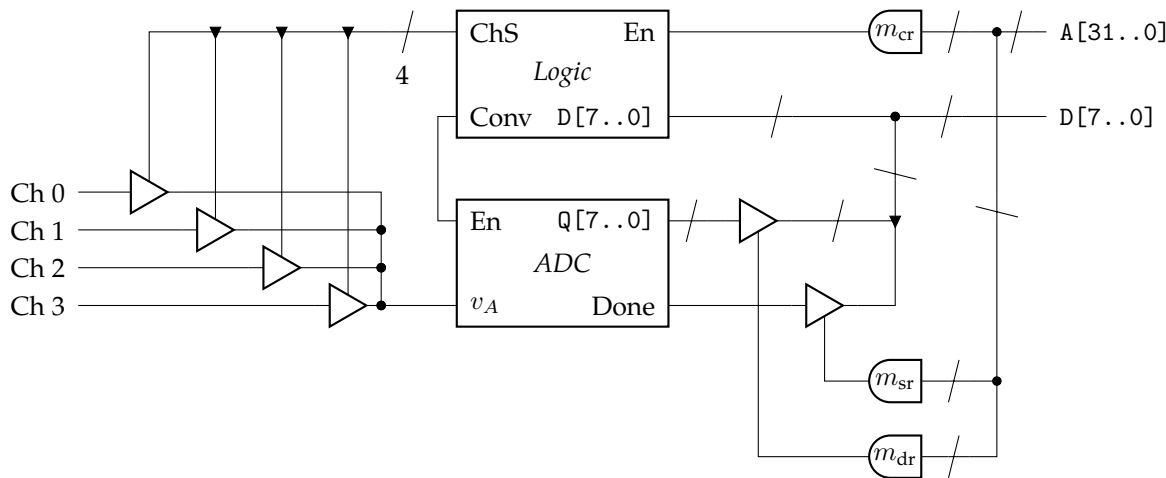 ChS
En
m_cr
A[31..0]
Logic
4
Conv
D[7..0]
D[7..0]
Ch 0
Ch 1
En
Q[7..0]
Ch 2
ADC
Ch 3
v_A
Done
m_sr
m_dr